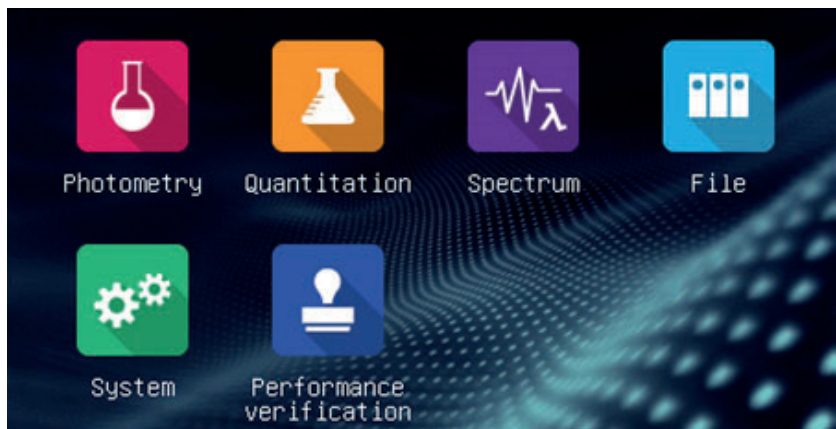 λ
Photometry
Quantitation
Spectrum
File
System
Performance
verification